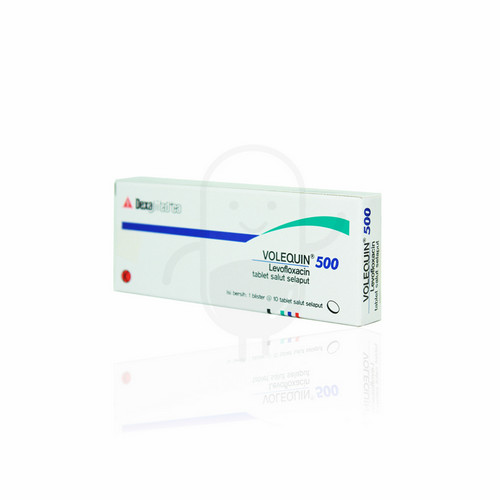 Dexa Medica
VOLEQUIN® 500
Levofloxacin
tablet salut selaput
Isi bersih: 1 blister @ 10 tablet salut selaput
VOLEQUIN® 500
Levofloxacin
tablet salut selaput